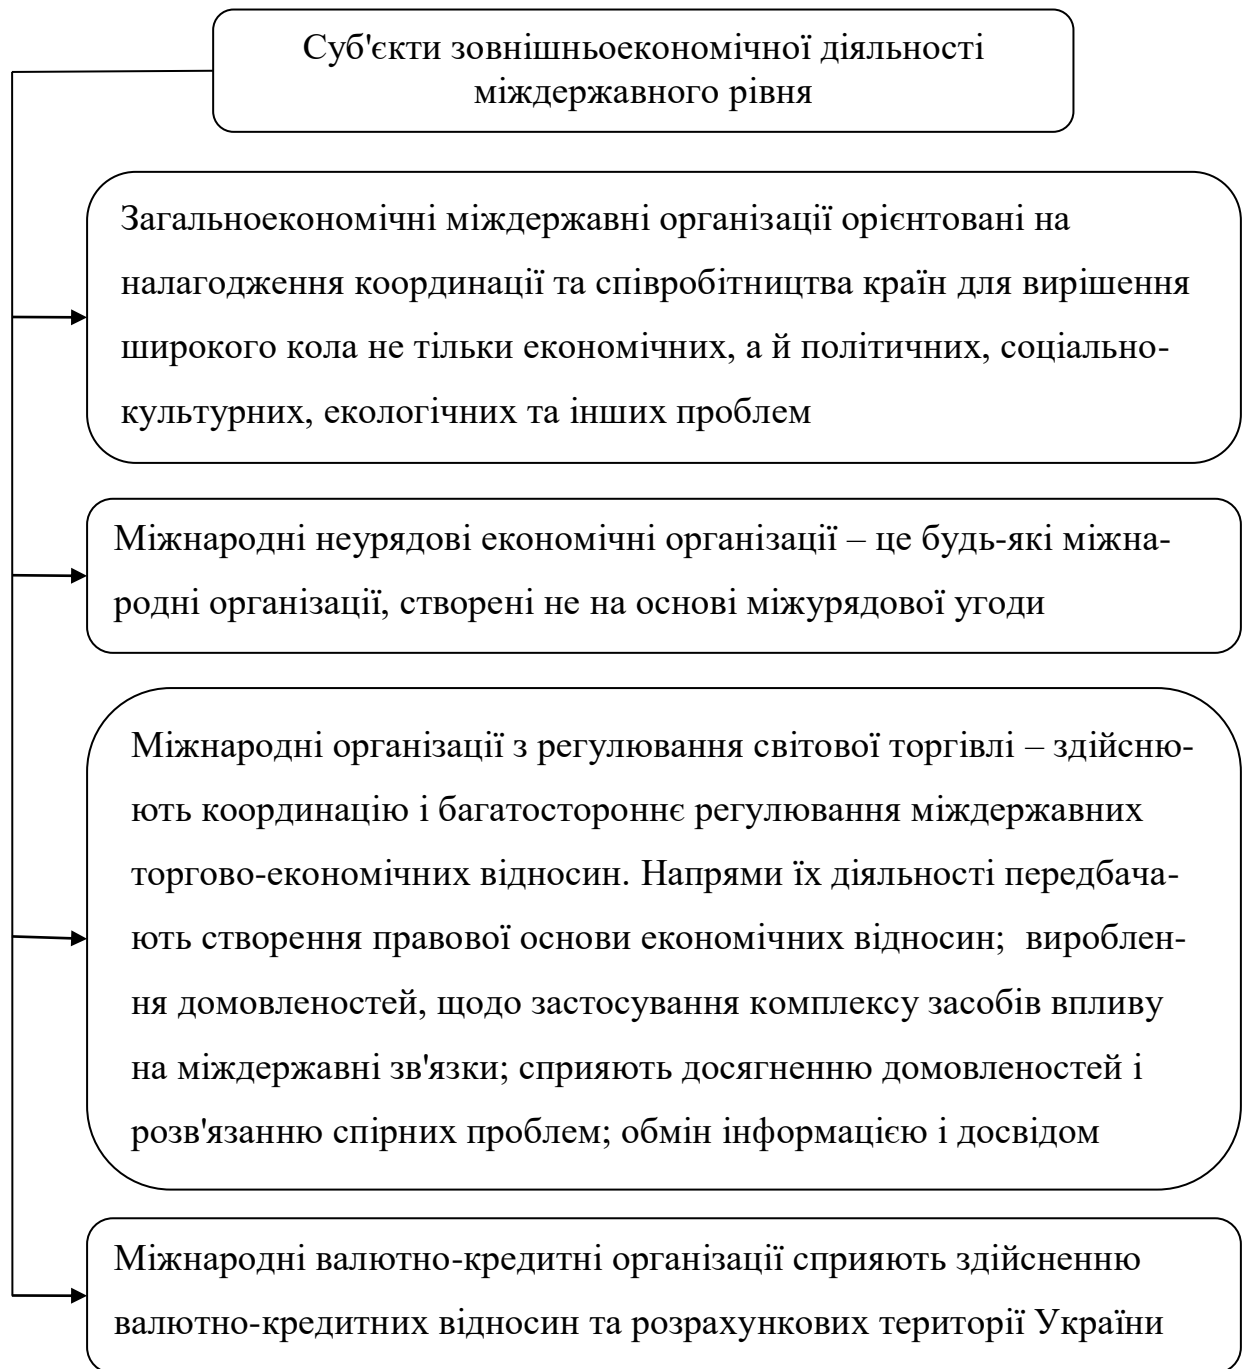 Суб'єкти зовнішньоекономічної діяльності
міждержавного рівня
Загальноекономічні міждержавні організації орієнтовані на
налагодження координації та співробітництва країн для вирішення
широкого кола не тільки економічних, а й політичних, соціально-
культурних, екологічних та інших проблем
Міжнародні неурядові економічні організації – це будь-які міжна-
родні організації, створені не на основі міжурядової угоди
Міжнародні організації з регулювання світової торгівлі – здійсню-
ють координацію і багатостороннє регулювання міждержавних
торгово-економічних відносин. Напрями їх діяльності передбача-
ють створення правової основи економічних відносин;  вироблен-
ня домовленостей, щодо застосування комплексу засобів впливу
на міждержавні зв'язки; сприяють досягненню домовленостей і
розв'язанню спірних проблем; обмін інформацією і досвідом
Міжнародні валютно-кредитні організації сприяють здійсненню
валютно-кредитних відносин та розрахункових території України